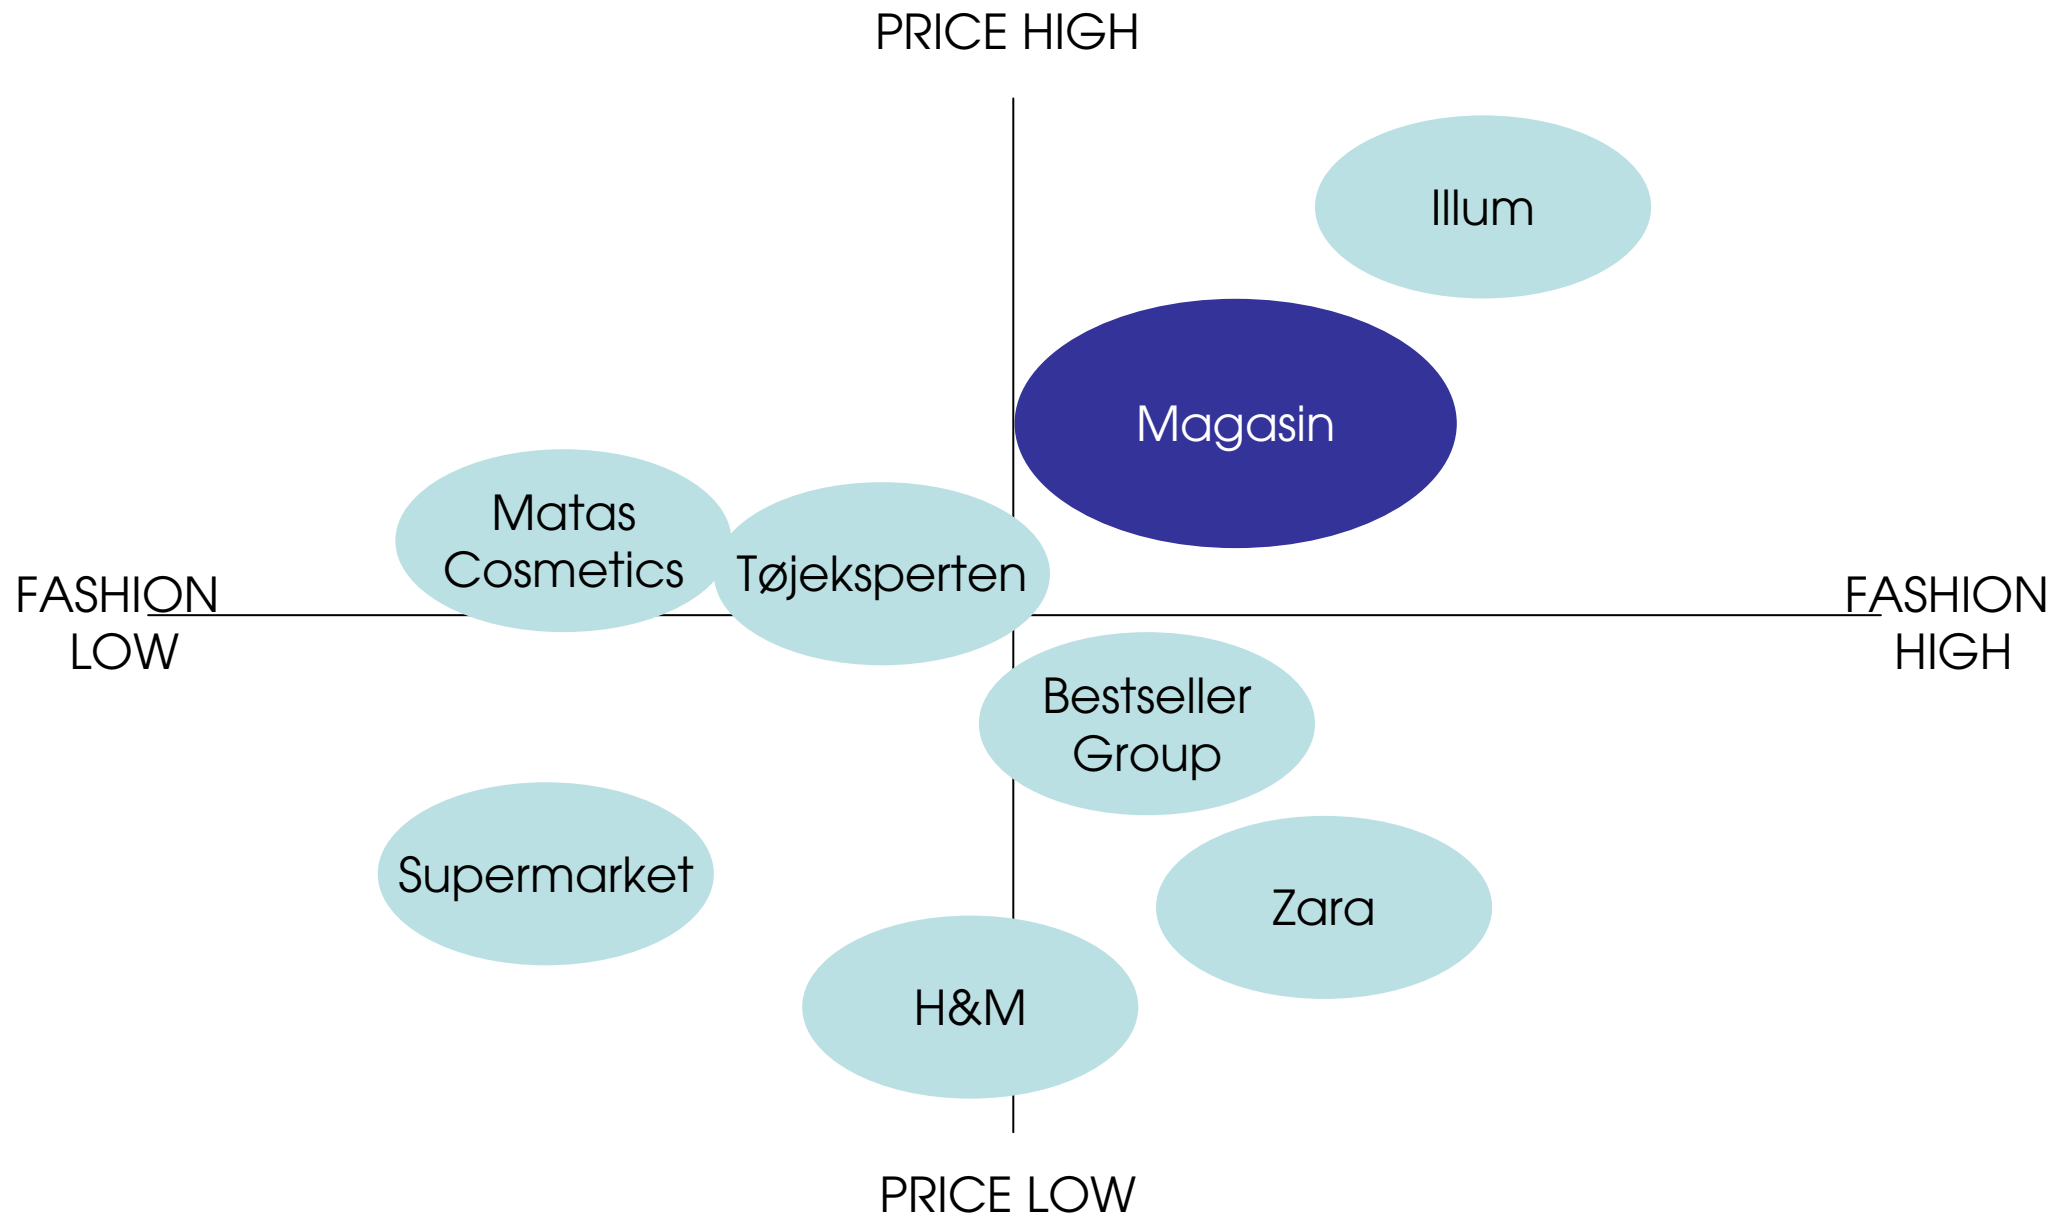 PRICE HIGH
Illum
Magasin
Matas
Cosmetics
Tøjeksperten
FASHION
LOW
FASHION
HIGH
Bestseller
Group
Supermarket
Zara
H&M
PRICE LOW